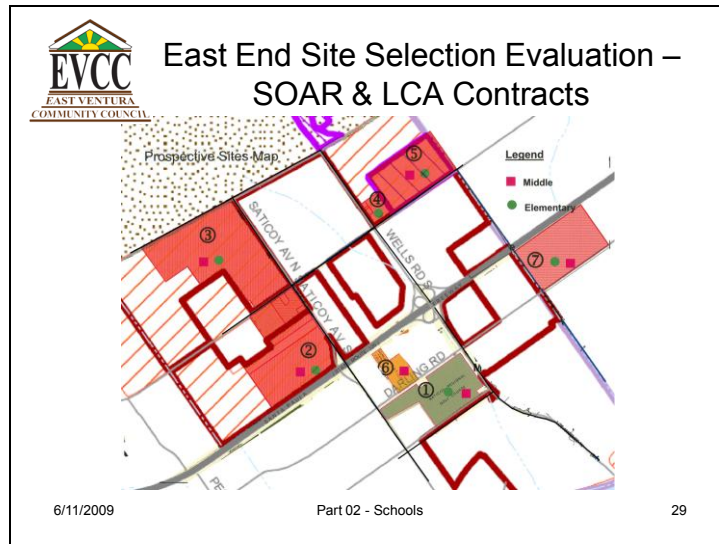 EVCC
EAST VENTURA
COMMUNITY COUNCIL
East End Site Selection Evaluation –
SOAR & LCA Contracts
Prospective Sites Map
Legend
Middle
Elementary
⑤
④
③
SATICOY AV N
SATICOY AV S
WELLS RD S
⑦
②
⑥
DARLING RD
①
6/11/2009
Part 02 - Schools
29